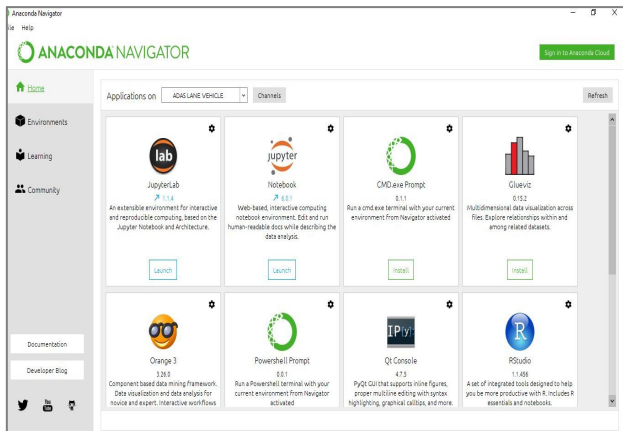 Anaconda Navigator
ile Help
ANACONDA NAVIGATOR
Sign in to Anaconda Cloud
Home
Environments
Learning
Community
Documentation
Developer Blog
You
Tube
Applications on ADAS LANE VEHICLE Channels Refresh
lab
JupyterLab
1.1.4
An extensible environment for interactive
and reproducible computing, based on the
Jupyter Notebook and Architecture.
Launch
jupyter
Notebook
6.0.1
Web-based, interactive computing
notebook environment. Edit and run
human-readable docs while describing the
data analysis.
Launch
CMD.exe Prompt
0.1.1
Run a cmd.exe terminal with your current
environment from Navigator activated
Install
Glueviz
0.15.2
Multidimensional data visualization across
files. Explore relationships within and
among related datasets.
Install
Orange 3
3.26.0
Component based data mining framework.
Data visualization and data analysis for
novice and expert. Interactive workflows
Powershell Prompt
0.0.1
Run a Powershell terminal with your
current environment from Navigator
activated
IP[y]:
Qt Console
4.7.5
PyQt GUI that supports inline figures,
proper multiline editing with syntax
highlighting, graphical calltips, and more.
R
RStudio
1.1.456
A set of integrated tools designed to help
you be more productive with R. Includes R
essentials and notebooks.